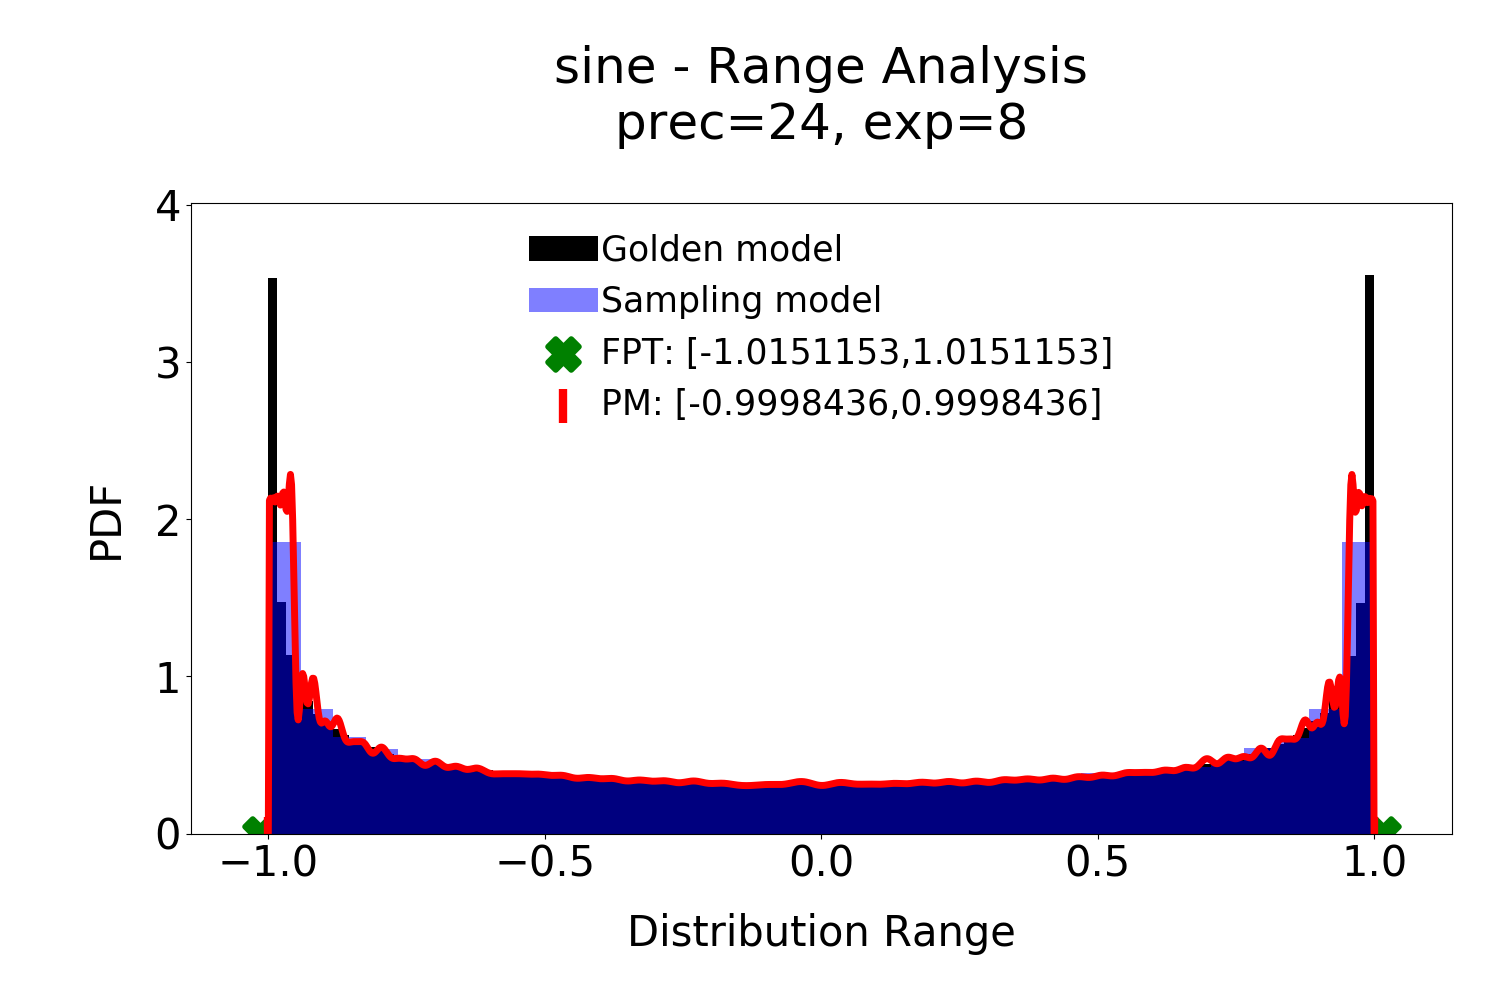 sine - Range Analysis
prec=24, exp=8
4
3
2
1
0
PDF
Golden model
Sampling model
FPT: [-1.0151153,1.0151153]
PM: [-0.9998436,0.9998436]
−1.0 −0.5 0.0 0.5 1.0
Distribution Range